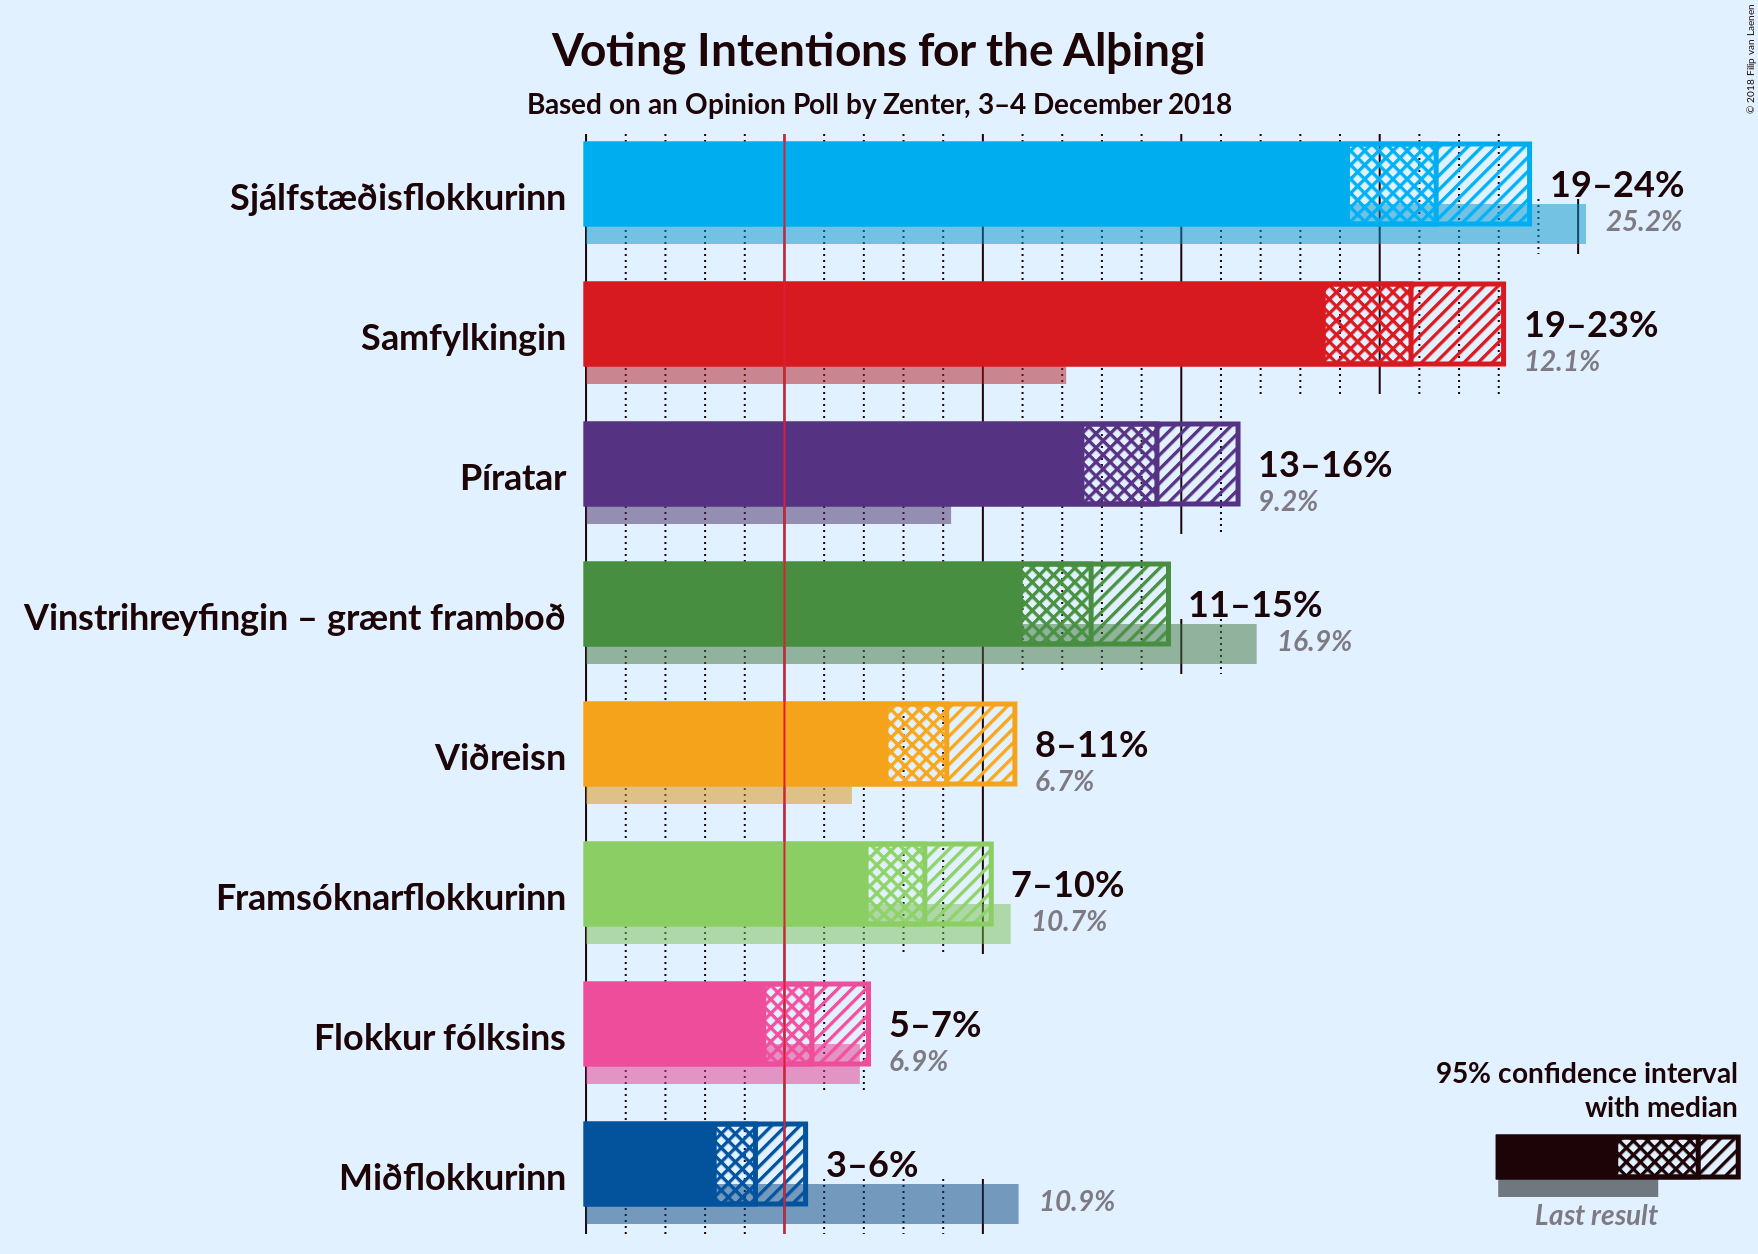 Voting Intentions for the Alþingi
Based on an Opinion Poll by Zenter, 3–4 December 2018
© 2018 Filip van Laenen
Sjálfstæðisflokkurinn
19–24%
25.2%
Samfylkingin
19–23%
12.1%
Píratar
13–16%
9.2%
Vinstrihreyfingin – grænt framboð
11–15%
16.9%
Viðreisn
8–11%
6.7%
Framsóknarflokkurinn
7–10%
10.7%
Flokkur fólksins
5–7%
6.9%
Miðflokkurinn
3–6%
10.9%
95% confidence interval
with median
Last result